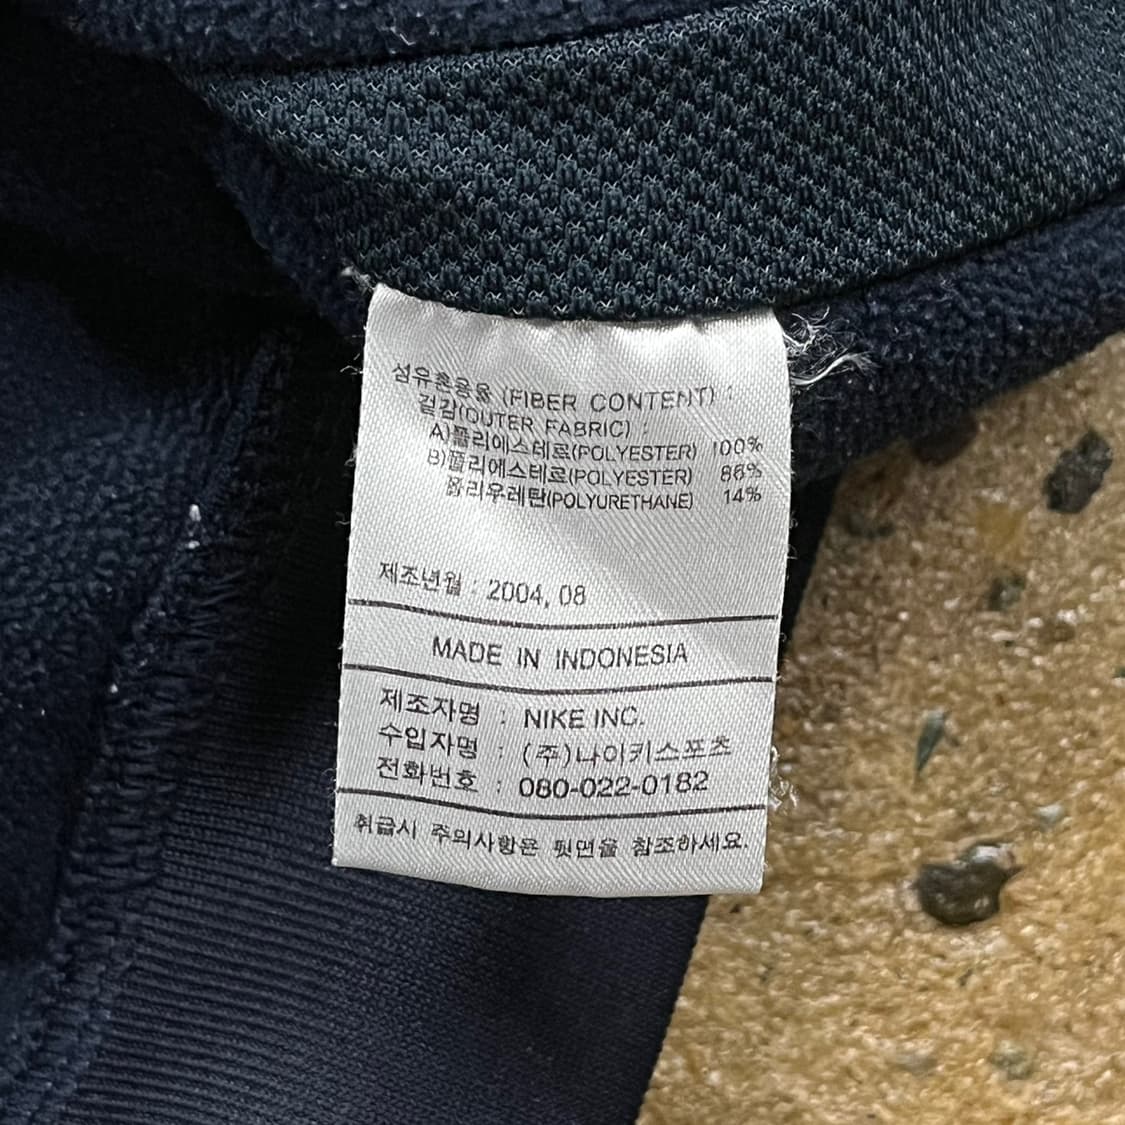 섬유혼용율 (FIBER CONTENT) :
겉감(OUTER FABRIC) :
A)폴리에스테르(POLYESTER) 100%
B)폴리에스테르(POLYESTER) 86%
폴리우레탄(POLYURETHANE) 14%
제조년월 : 2004, 08
MADE IN INDONESIA
제조자명 : NIKE INC.
수입자명 : (주)나이키스포츠
전화번호 : 080-022-0182
취급시 주의사항은 뒷면을 참조하세요.